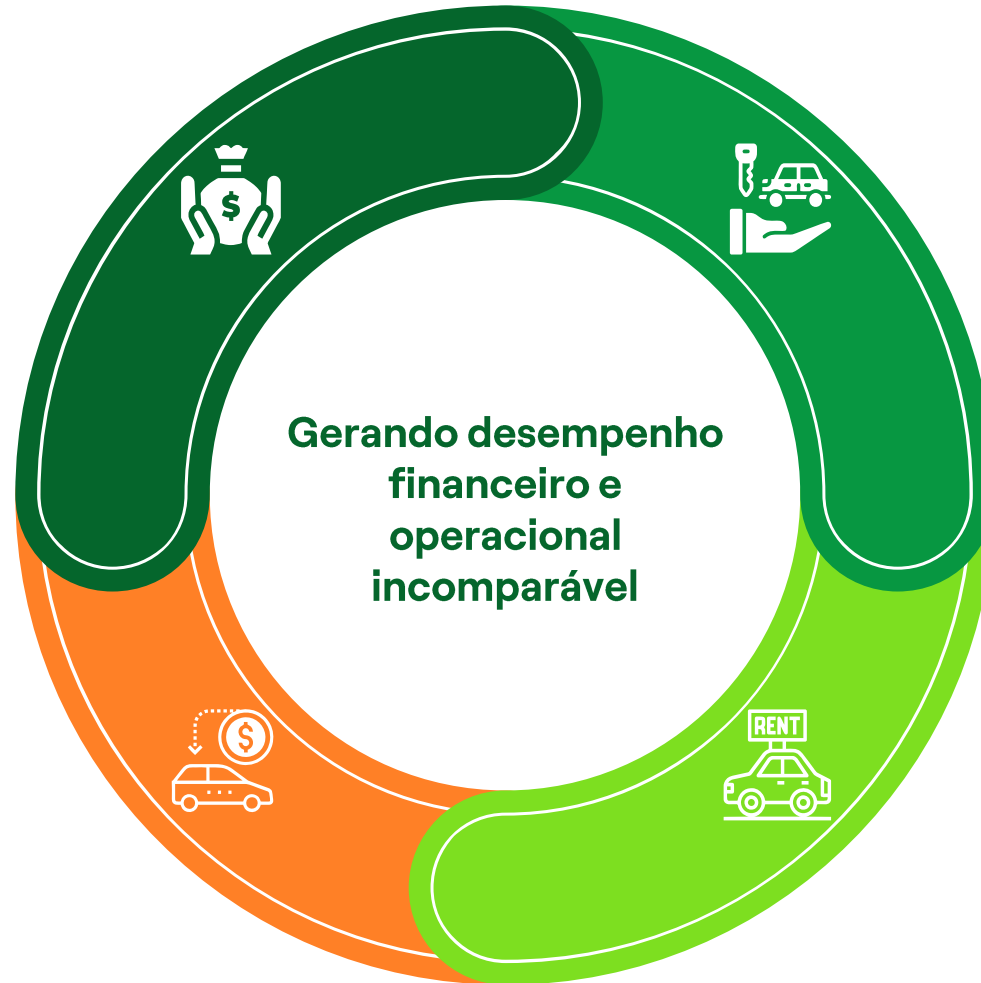 Gerando desempenho
financeiro e
operacional
incomparável
$
$
RENT